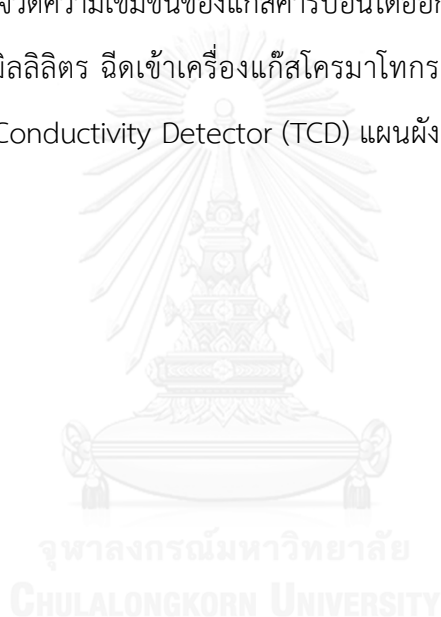 จวัดความเข้มข้นของแก๊สคาร์บอนไดออก
มิลลิลิตร ฉีดเข้าเครื่องแก๊สโครมาโทกร
Conductivity Detector (TCD) แผนผัง
จุฬาลงกรณ์มหาวิทยาลัย
CHULALONGKORN UNIVERSITY